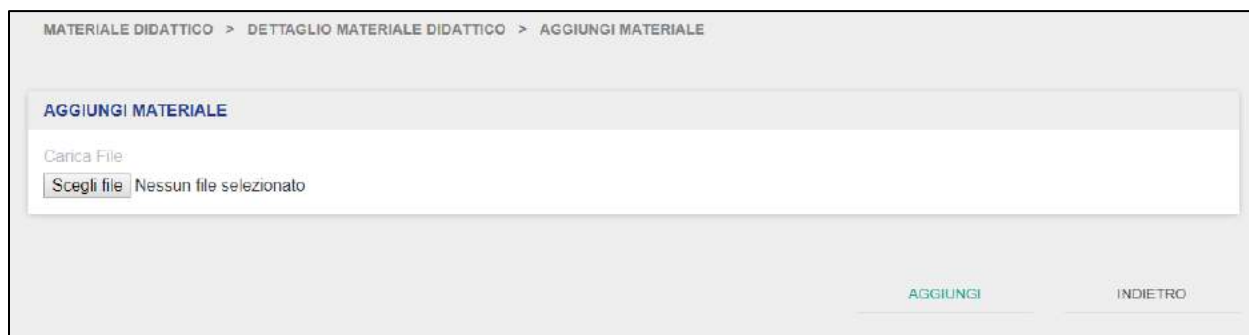 MATERIALE DIDATTICO > DETTAGLIO MATERIALE DIDATTICO > AGGIUNGI MATERIALE
AGGIUNGI MATERIALE
Carica File
Scegli file Nessun file selezionato
AGGIUNGI INDIETRO